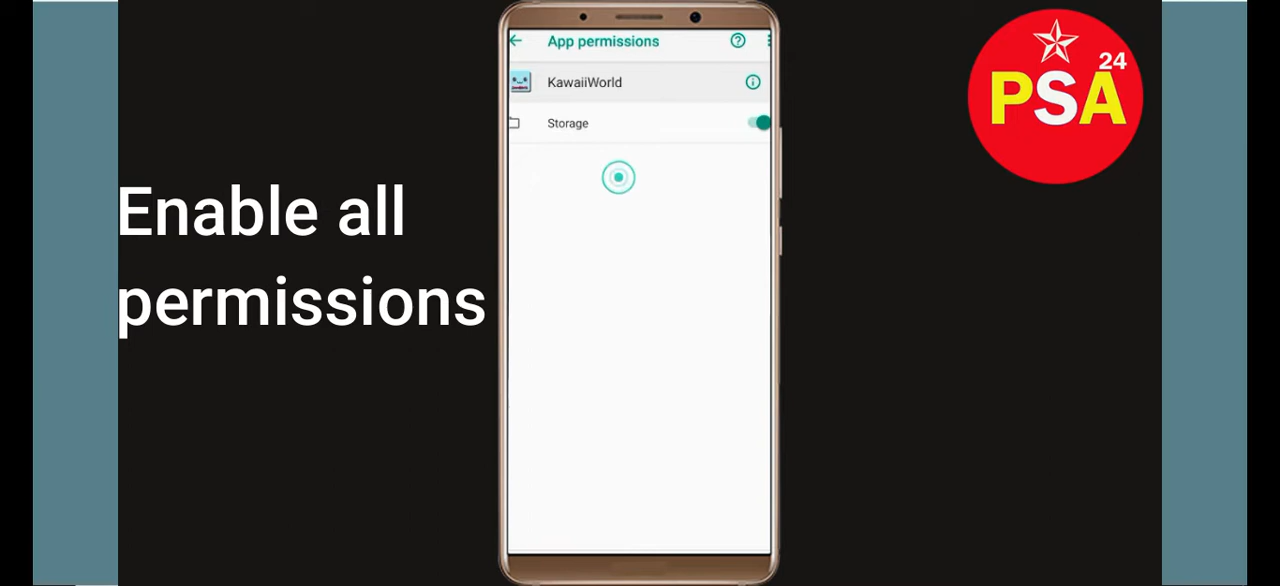 App permissions
KawaiiWorld
Storage
Enable all
permissions
24
PSA